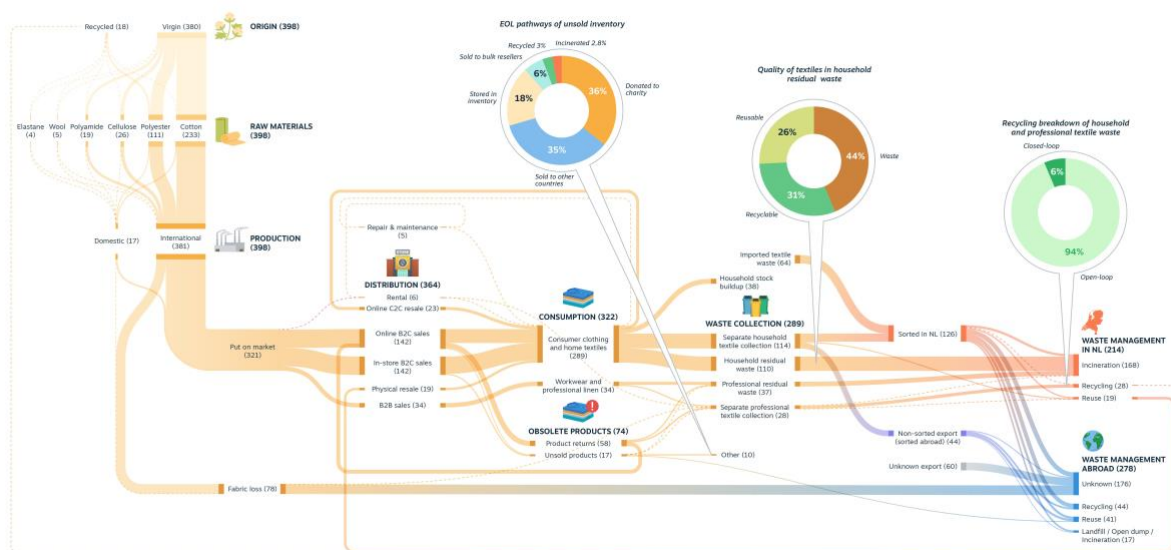 Recycled (18)
Virgin (380)
ORIGIN (398)
Elastane
(4)
Wool
(5)
Polyamide
(19)
Cellulose
(26)
Polyester
(111)
Cotton
(233)
RAW MATERIALS
(398)
Domestic (17)
International
(381)
PRODUCTION
(398)
EOL pathways of unsold inventory
Recycled 3%
Incinerated 2,8%
Sold to bulk resellers
6%
Stored in
inventory
18%
36%
Donated to
charity
35%
Sold to other
countries
Quality of textiles in household
residual waste
Reusable
26%
44%
Waste
31%
Recyclable
Recycling breakdown of household
and professional textile waste
Closed-loop
6%
94%
Open-loop
Repair & maintenance
(5)
DISTRIBUTION (364)
Rental (6)
Online C2C resale (23)
Put on market
(321)
Online B2C sales
(142)
In-store B2C sales
(142)
Physical resale (19)
B2B sales (34)
CONSUMPTION (322)
Consumer clothing
and home textiles
(289)
Workwear and
professional linen (34)
OBSOLETE PRODUCTS (74)
Product returns (58)
Unsold products (17)
Fabric loss (78)
Imported textile
waste (64)
Household stock
buildup (38)
WASTE COLLECTION (289)
Separate household
textile collection (114)
Household residual
waste (110)
Professional residual
waste (37)
Separate professional
textile collection (28)
Other (10)
Sorted in NL (126)
Non-sorted export
(sorted abroad) (44)
Unknown export (60)
WASTE MANAGEMENT
IN NL (214)
Incineration (168)
Recycling (28)
Reuse (19)
WASTE MANAGEMENT
ABROAD (278)
Unknown (176)
Recycling (44)
Reuse (41)
Landfill / Open dump /
Incineration (17)